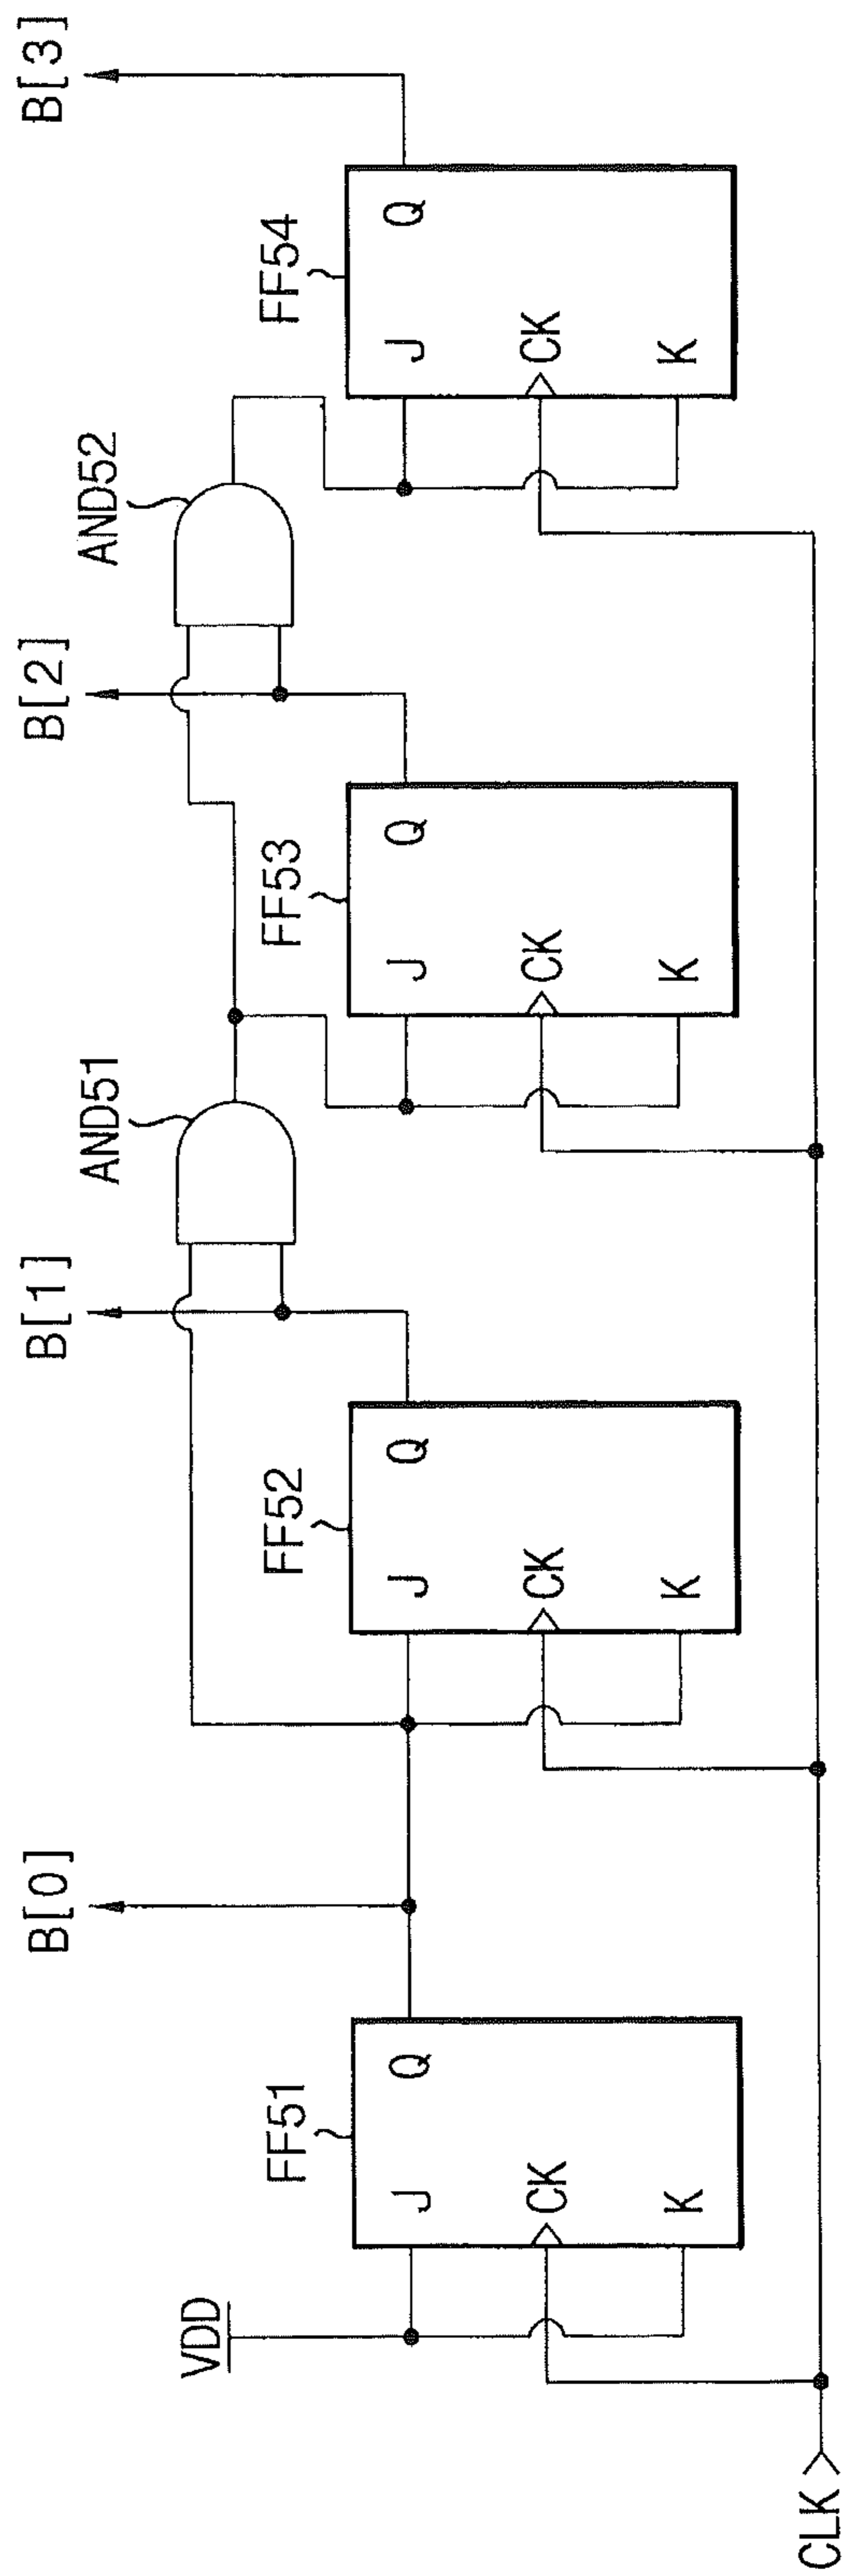 B[0]
B[1]
B[2]
B[3]
AND51
AND52
VDD
FF51
J
Q
CK
K
FF52
J
Q
CK
K
FF53
J
Q
CK
K
FF54
J
Q
CK
K
CLK